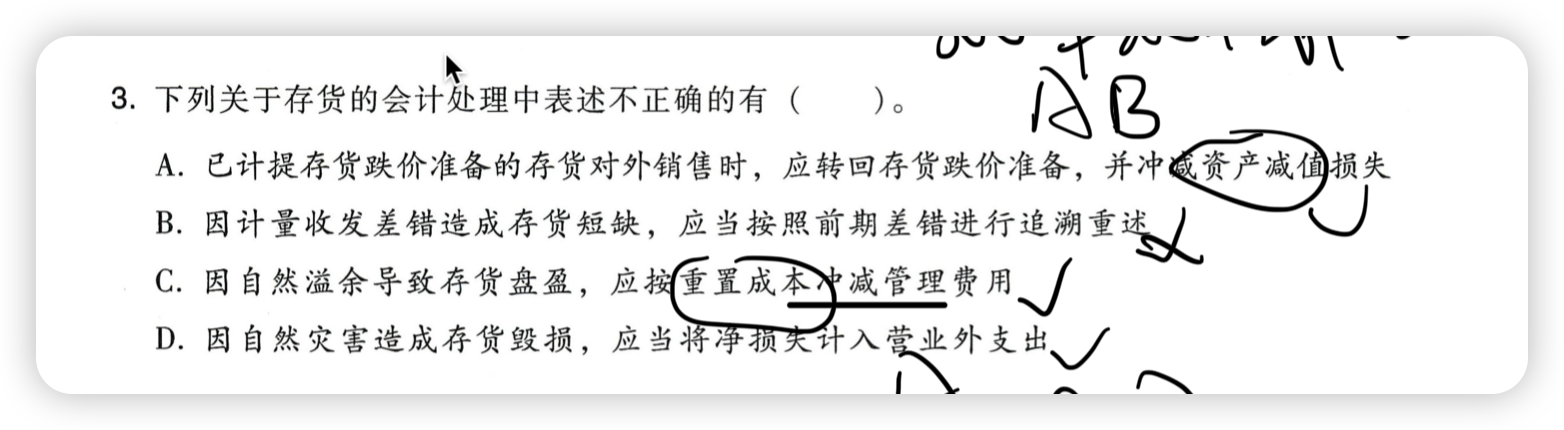 AB
3. 下列关于存货的会计处理中表述不正确的有（　　）。
A. 已计提存货跌价准备的存货对外销售时，应转回存货跌价准备，并冲减资产减值损失
B. 因计量收发差错造成存货短缺，应当按照前期差错进行追溯重述
C. 因自然溢余导致存货盘盈，应按重置成本冲减管理费用
D. 因自然灾害造成存货毁损，应当将净损失计入营业外支出